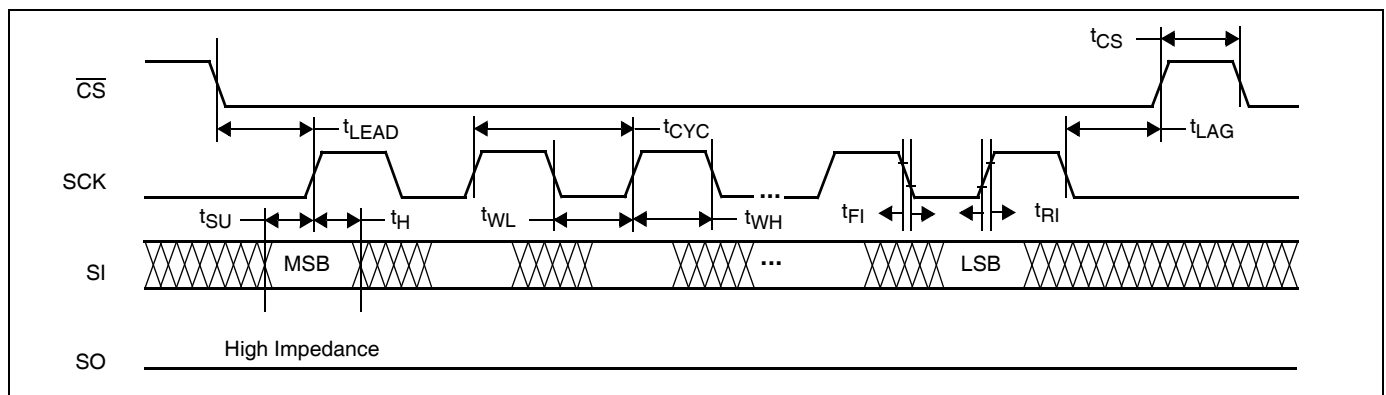 tCS
CS
tLEAD
tCYC
tLAG
SCK
...
tSU
tH
tWL
tWH
tFI
tRI
SI
MSB
...
LSB
High Impedance
SO